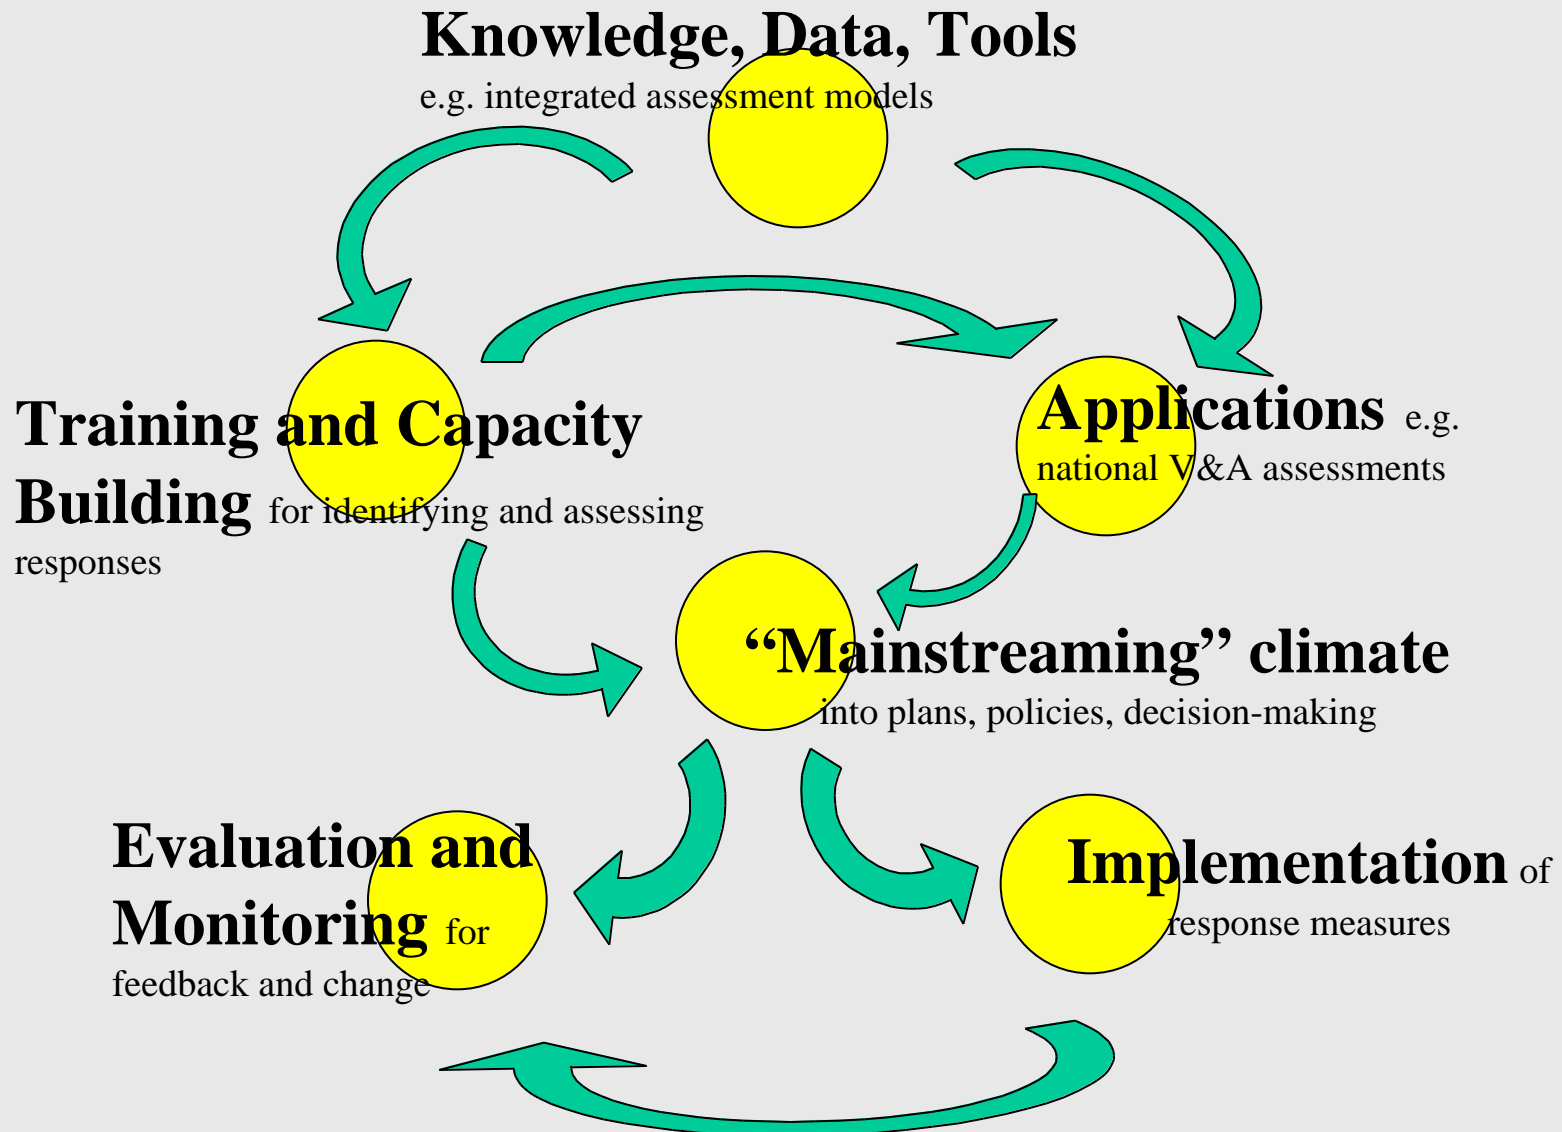 Knowledge, Data, Tools
e.g. integrated assessment models
Training and Capacity
Building for identifying and assessing
responses
Applications e.g.
national V&A assessments
“Mainstreaming” climate
into plans, policies, decision-making
Evaluation and
Monitoring for
feedback and change
Implementation of
response measures